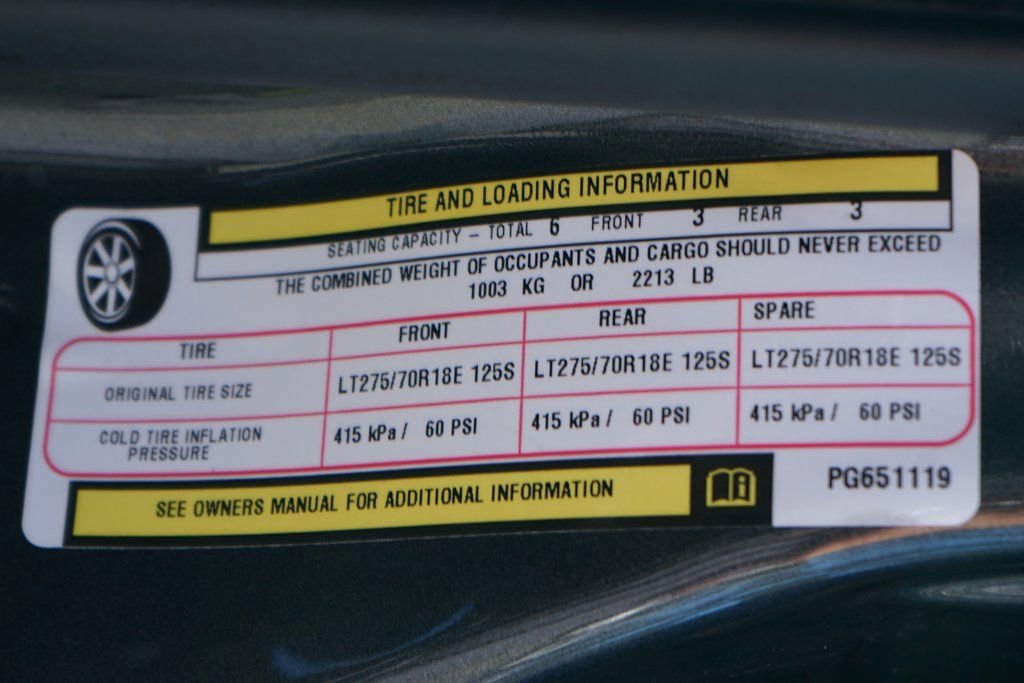 TIRE AND LOADING INFORMATION
SEATING CAPACITY – TOTAL 6 FRONT 3 REAR 3
THE COMBINED WEIGHT OF OCCUPANTS AND CARGO SHOULD NEVER EXCEED
1003 KG OR 2213 LB
TIRE FRONT REAR SPARE
ORIGINAL TIRE SIZE LT275/70R18E 125S LT275/70R18E 125S LT275/70R18E 125S
COLD TIRE INFLATION
PRESSURE 415 kPa / 60 PSI 415 kPa / 60 PSI 415 kPa / 60 PSI
SEE OWNERS MANUAL FOR ADDITIONAL INFORMATION
PG651119